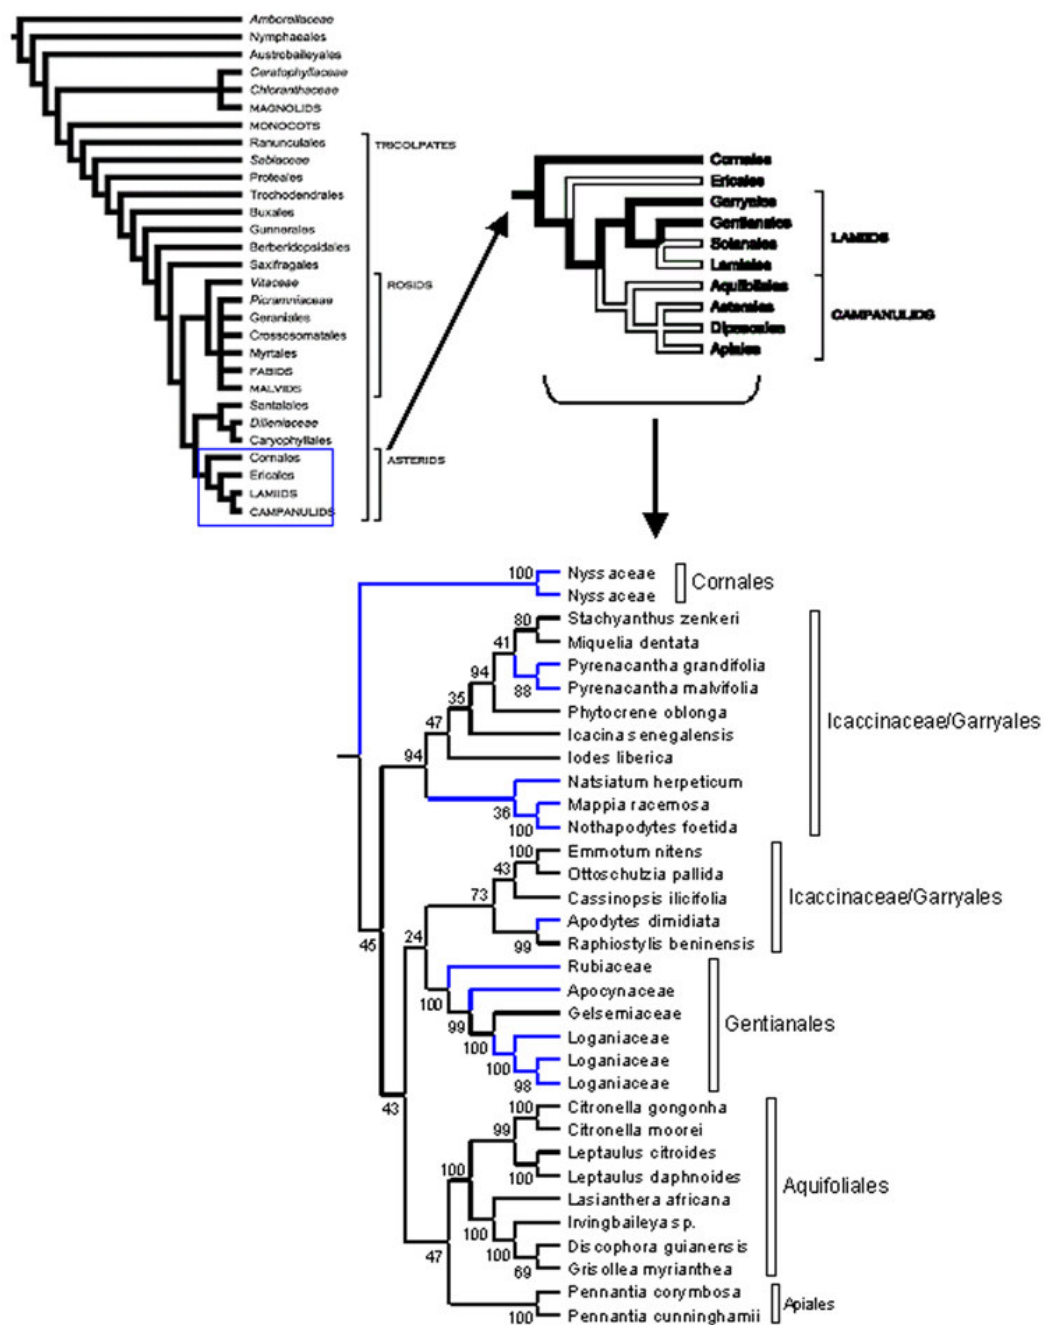 Amborellaceae
Nymphaeales
Austrobaileyales
Ceratophyllaceae
Chloranthaceae
MAGNOLIDS
MONOCOTS
Ranunculales
TRICOLPATES
Sabiaceae
Proteales
Trochodendrales
Buxales
Gunnerales
Berberidopsidales
Saxifragales
Vitaceae
ROSIDS
Picramniaceae
Geraniales
Crossosomatales
Myrtales
FABIDS
MALVIDS
Santalales
Dilleniaceae
Caryophyllales
Cornales
ASTERIDS
Ericales
LAMIIDS
CAMPANULIDS
Cornales
Ericales
Garryales
Gentianales
Solanales
LAMIIDS
Lamiales
Aquifoliales
Asterales
CAMPANULIDS
Dipsacales
Apiales
100 Nyssaceae
Nyssaceae
Cornales
80 Stachyanthus zenkeri
41 Miquelia dentata
94 Pyrenacantha grandifolia
88 Pyrenacantha malvifolia
35 Phytocrene oblonga
Icaccinaceae/Garryales
47 Icacina senegalensis
94 Iodes liberica
Natsiatum herpeticum
36 Mappia racemosa
100 Nothapodytes foetida
100 Emmotum nitens
43 Ottoschulzia pallida
73 Cassinopsis ilicifolia
Icaccinaceae/Garryales
Apodytes dimidiata
45 24 99 Raphiostylis beninensis
Rubiaceae
100 Apocynaceae
99 Gelsemiaceae
Gentianales
100 Loganiaceae
100 Loganiaceae
98 Loganiaceae
43 100 Citronella gongonha
99 Citronella moorei
Leptaulus citroides
100 100 Leptaulus daphnoides
Aquifoliales
Lasianthera africana
100 Irvingbaileya sp.
47 100 Discophora guianensis
69 Grisollea myrianthea
Pennantia corymbosa
Apiales
100 Pennantia cunninghamii